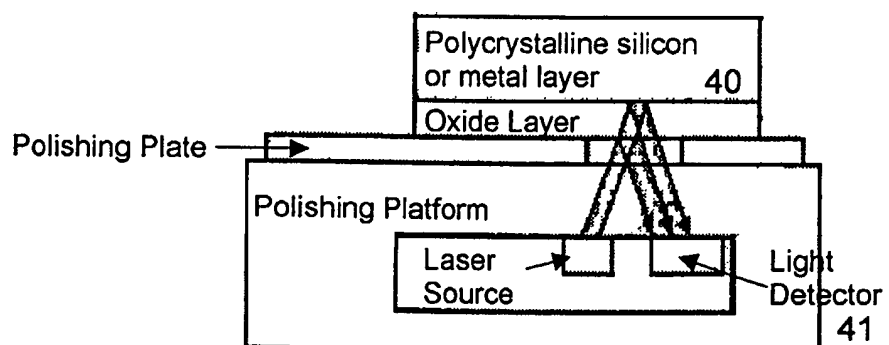 Polycrystalline silicon
or metal layer 40
Oxide Layer
Polishing Plate
Polishing Platform
Laser
Source
Light
Detector
41